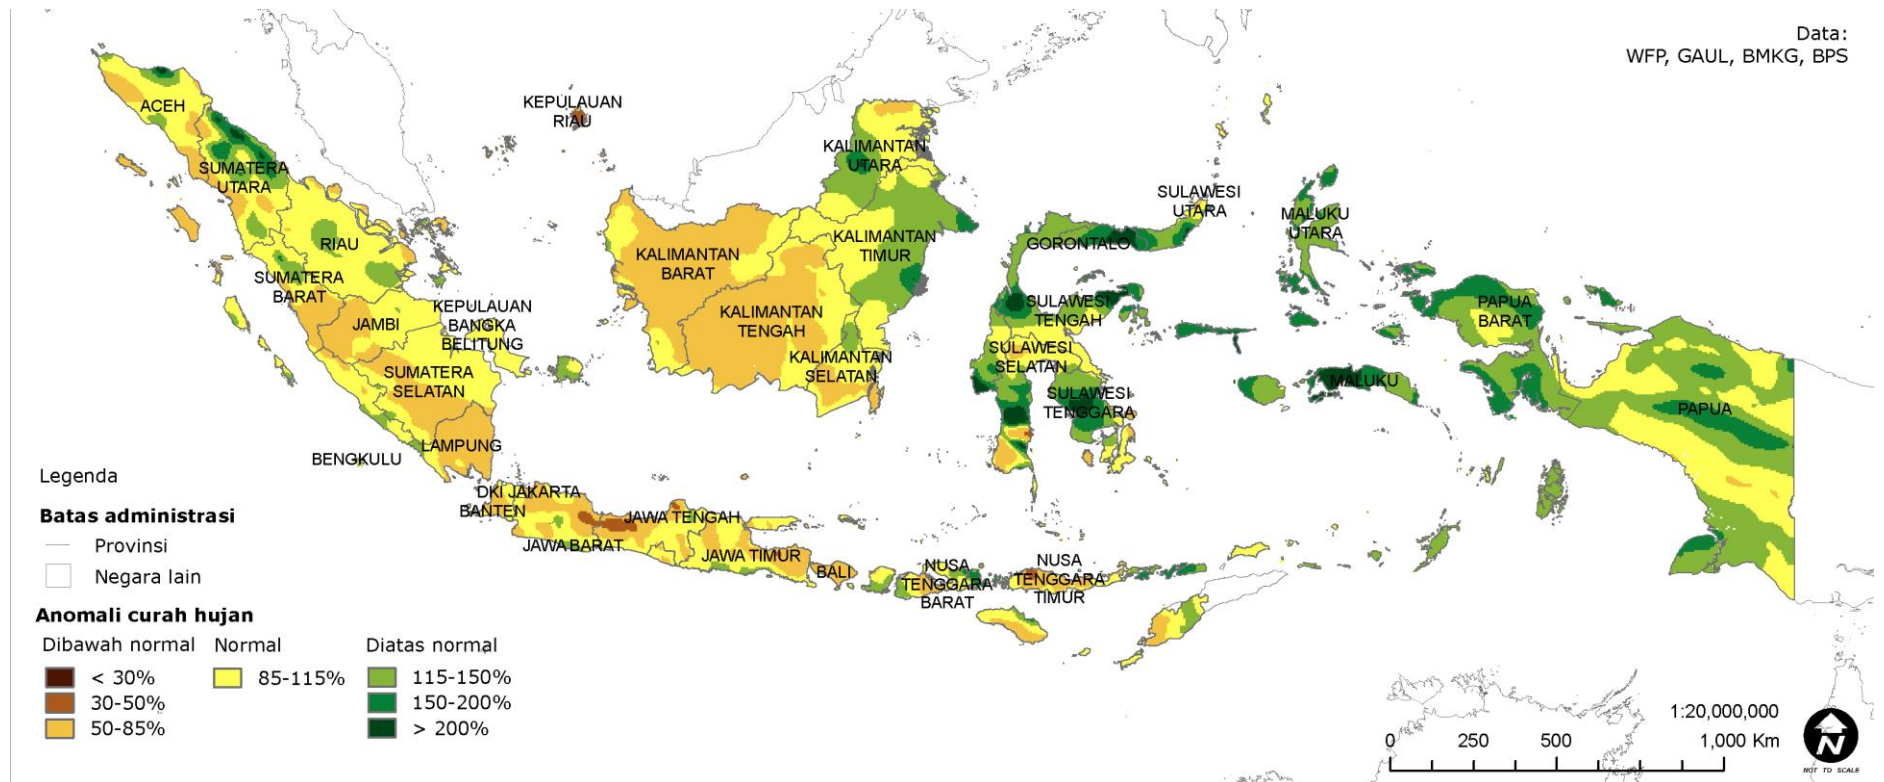 Data:
WFP, GAUL, BMKG, BPS
ACEH
SUMATERA
UTARA
RIAU
SUMATERA
BARAT
JAMBI
KEPULAUAN
BANGKA
BELITUNG
SUMATERA
SELATAN
LAMPUNG
BENGKULU
KEPULAUAN
RIAU
KALIMANTAN
UTARA
KALIMANTAN
BARAT
KALIMANTAN
TIMUR
KALIMANTAN
TENGAH
KALIMANTAN
SELATAN
SULAWESI
UTARA
GORONTALO
SULAWESI
TENGAH
SULAWESI
SELATAN
SULAWESI
TENGGARA
MALUKU
UTARA
MALUKU
PAPUA
BARAT
PAPUA
DKI JAKARTA
BANTEN
JAWA BARAT
JAWA TENGAH
JAWA TIMUR
BALI
NUSA
TENGGARA
BARAT
NUSA
TENGGARA
TIMUR
Legenda
Batas administrasi
Provinsi
Negara lain
Anomali curah hujan
Dibawah normal Normal Diatas normal
< 30% 85-115% 115-150%
30-50% 150-200%
50-85% > 200%
1:20,000,000
0 250 500 1,000 Km
N
NOT TO SCALE